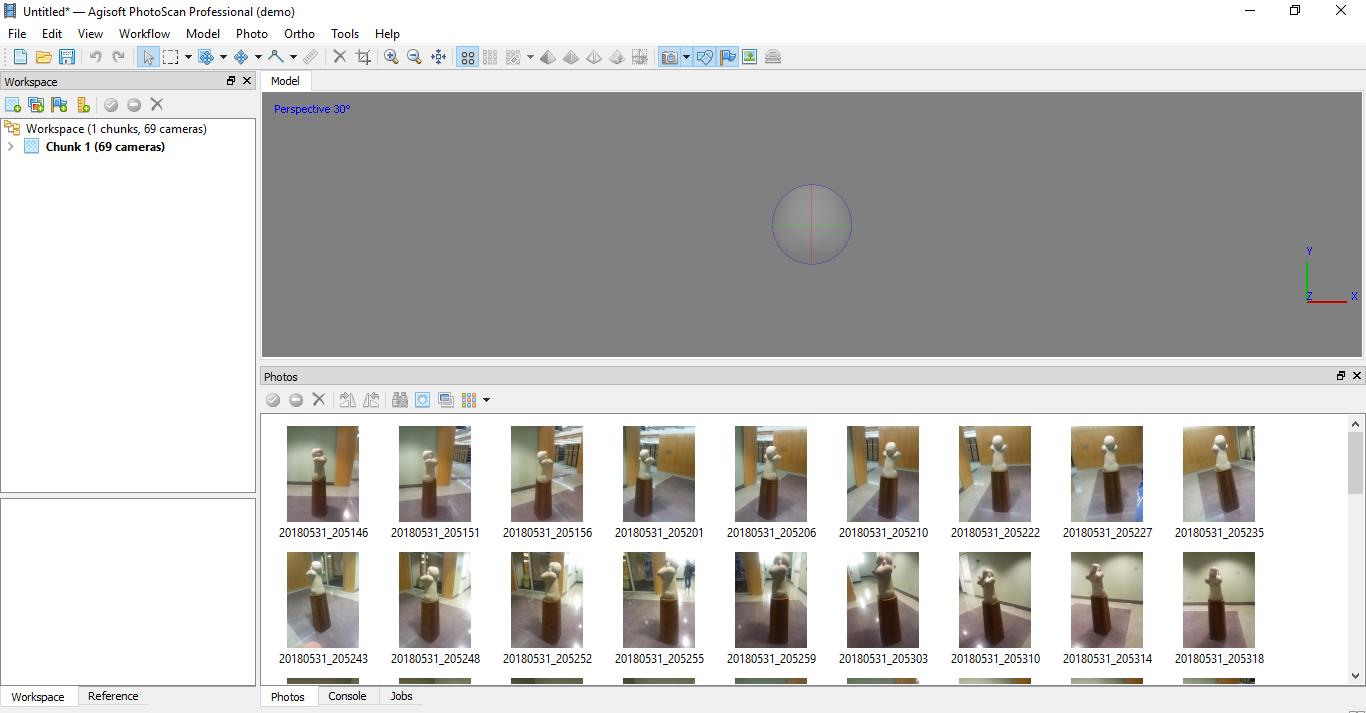 Untitled* — Agisoft PhotoScan Professional (demo)
File Edit View Workflow Model Photo Ortho Tools Help
Workspace
Model
Workspace (1 chunks, 69 cameras)
Chunk 1 (69 cameras)
Perspective 30°
Y
Z
X
Photos
20180531_205146 20180531_205151 20180531_205156 20180531_205201 20180531_205206 20180531_205210 20180531_205222 20180531_205227 20180531_205235
20180531_205243 20180531_205248 20180531_205252 20180531_205255 20180531_205259 20180531_205303 20180531_205310 20180531_205314 20180531_205318
Workspace Reference
Photos Console Jobs